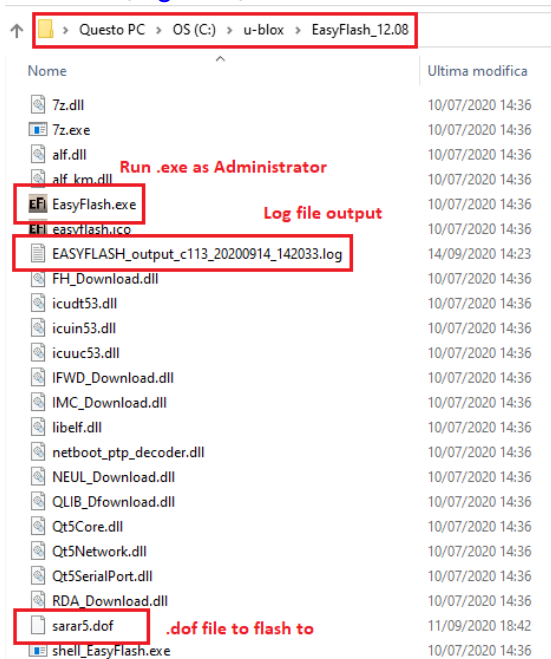 Questo PC > OS (C:) > u-blox > EasyFlash_12.08
Nome Ultima modifica
7z.dll 10/07/2020 14:36
7z.exe 10/07/2020 14:36
alf.dll 10/07/2020 14:36
Run .exe as Administrator
alf_km.dll 10/07/2020 14:36
EasyFlash.exe 10/07/2020 14:36
Log file output
easyflash.ico 10/07/2020 14:36
EASYFLASH_output_c113_20200914_142033.log 14/09/2020 14:23
FH_Download.dll 10/07/2020 14:36
icudt53.dll 10/07/2020 14:36
icuin53.dll 10/07/2020 14:36
icuuc53.dll 10/07/2020 14:36
IFWD_Download.dll 10/07/2020 14:36
IMC_Download.dll 10/07/2020 14:36
libelf.dll 10/07/2020 14:36
netboot_ptp_decoder.dll 10/07/2020 14:36
NEUL_Download.dll 10/07/2020 14:36
QLIB_Dfownload.dll 10/07/2020 14:36
Qt5Core.dll 10/07/2020 14:36
Qt5Network.dll 10/07/2020 14:36
Qt5SerialPort.dll 10/07/2020 14:36
RDA_Download.dll 10/07/2020 14:36
sarar5.dof .dof file to flash to 11/09/2020 18:42
shell_EasyFlash.exe 10/07/2020 14:36